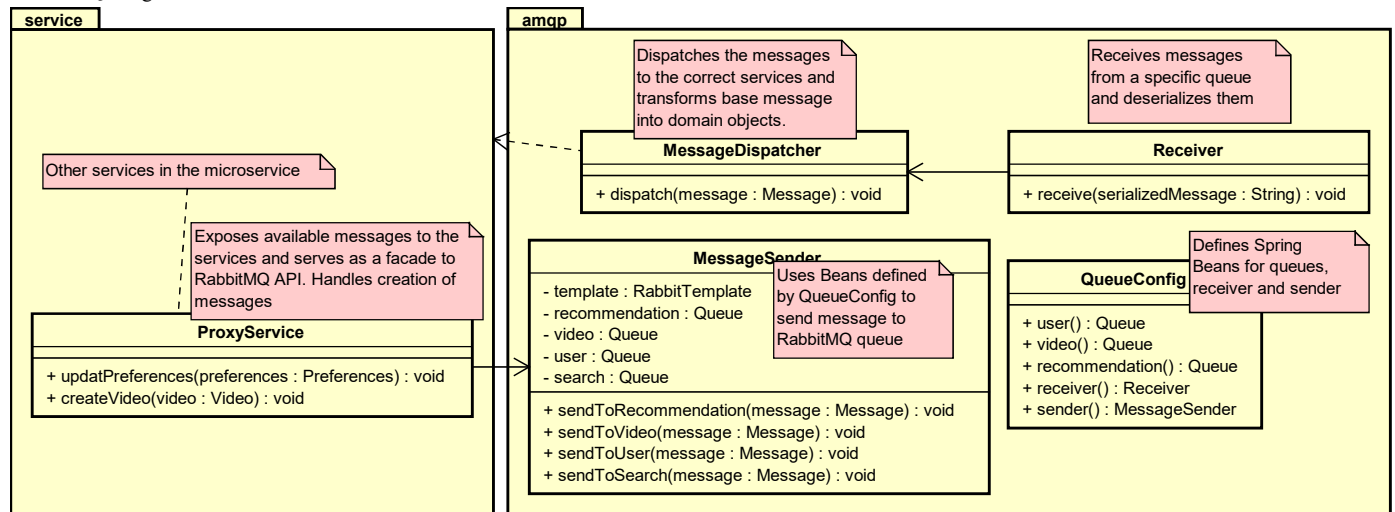 service
Other services in the microservice
Exposes available messages to the
services and serves as a facade to
RabbitMQ API. Handles creation of
messages
ProxyService
+ updatPreferences(preferences : Preferences) : void
+ createVideo(video : Video) : void
amqp
Dispatches the messages
to the correct services and
transforms base message
into domain objects.
MessageDispatcher
+ dispatch(message : Message) : void
Receives messages
from a specific queue
and deserializes them
Receiver
+ receive(serializedMessage : String) : void
MessageSender
- template : RabbitTemplate
- recommendation : Queue
- video : Queue
- user : Queue
- search : Queue
+ sendToRecommendation(message : Message) : void
+ sendToVideo(message : Message) : void
+ sendToUser(message : Message) : void
+ sendToSearch(message : Message) : void
Uses Beans defined
by QueueConfig to
send message to
RabbitMQ queue
QueueConfig
+ user() : Queue
+ video() : Queue
+ recommendation() : Queue
+ receiver() : Receiver
+ sender() : MessageSender
Defines Spring
Beans for queues,
receiver and sender